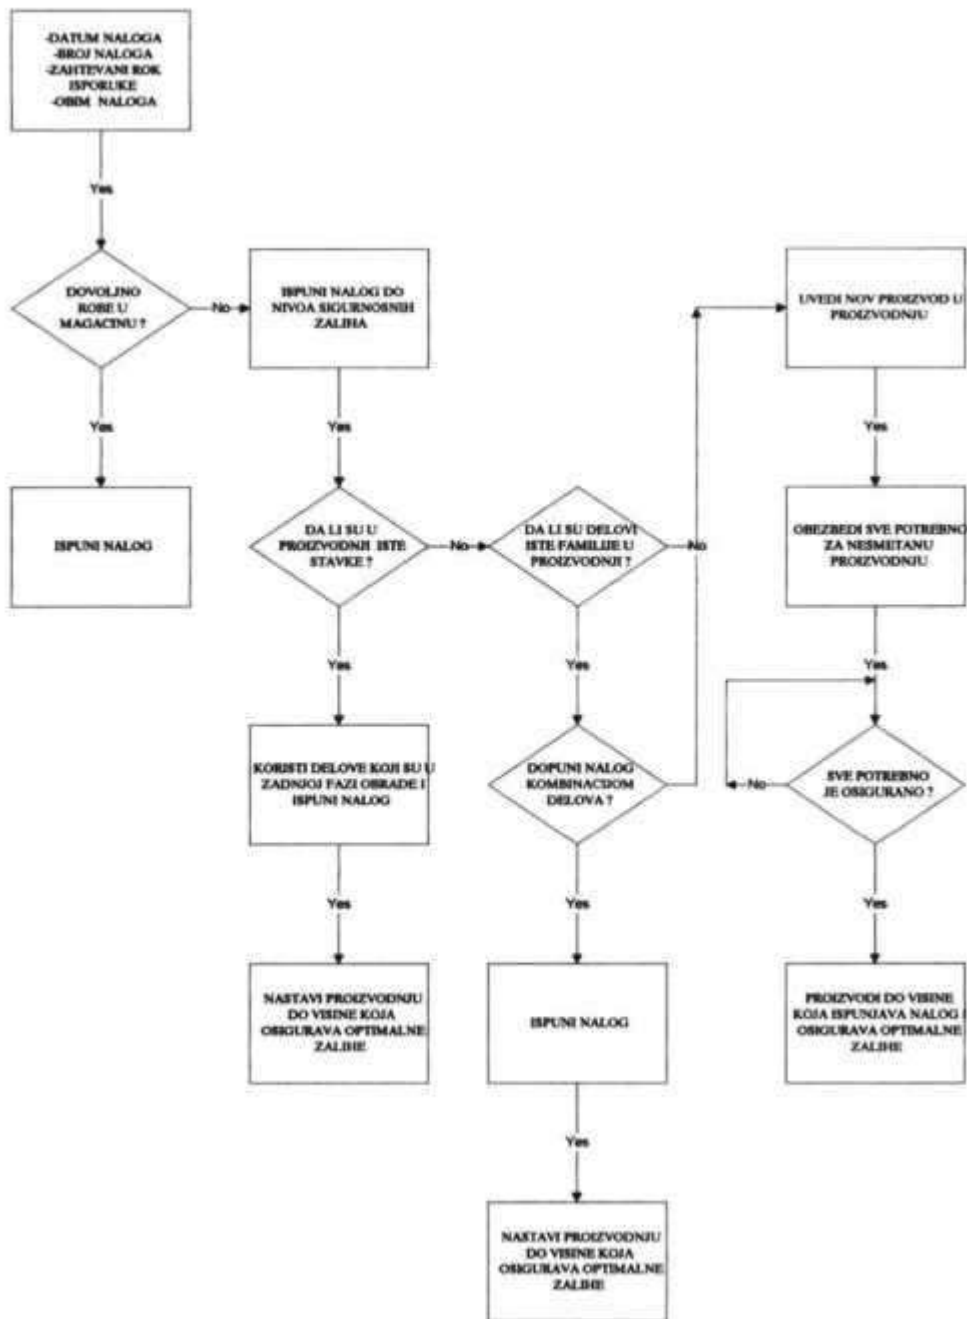 -DATUM NALOGA
-BROJ NALOGA
-ZAHTEVANI ROK
ISPORUKE
-OBIM NALOGA
Yes
DOVOLJNO
ROBE U
MAGACINU ?
No
ISPUNI NALOG DO
NIVOA SIGURNOSNIH
ZALIHA
UVEDI NOV PROIZVOD U
PROIZVODNJU
Yes
Yes
Yes
ISPUNI NALOG
DA LI SU U
PROIZVODNJI ISTE
STAVKE ?
No
DA LI SU DELOVI
ISTE FAMILIJE U
PROIZVODNJI ?
No
OBEZBEDI SVE POTREBNO
ZA NESMETANU
PROIZVODNJU
Yes
Yes
Yes
KORISTI DELOVE KOJI SU U
ZADNJOJ FAZI OBRADE I
ISPUNI NALOG
DOPUNI NALOG
KOMBINACIJOM
DELOVA ?
No
SVE POTREBNO
JE OSIGURANO ?
Yes
Yes
Yes
NASTAVI PROIZVODNJU
DO VISINE KOJA
OSIGURAVA OPTIMALNE
ZALIHE
ISPUNI NALOG
PROIZVODI DO VISINE
KOJA ISPUNJAVA NALOG I
OSIGURAVA OPTIMALNE
ZALIHE
Yes
NASTAVI PROIZVODNJU
DO VISINE KOJA
OSIGURAVA OPTIMALNE
ZALIHE